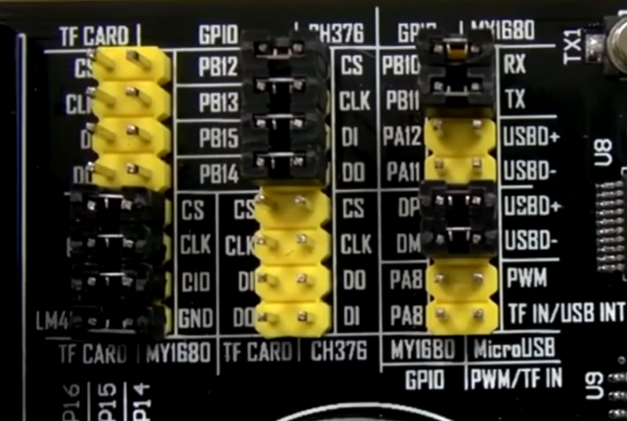 TF CARD GPIO CH376 MY1680 TX1
PB12 CS PB10 RX
PB13 CLK PB11 TX
PB15 DI PA12 USBD+
PB14 DO PA11 USBD- U8
CS CS CS DP USBD+
CLK CLK CLK DM USBD-
CIO DI DO PA8 PWM
GND DO DI PA8 TF IN/USB INT
TF CARD MY1680 TF CARD CH376 MY1680 MicroUSB
GPIO PWM/TF IN
P16 P15 P14 U9